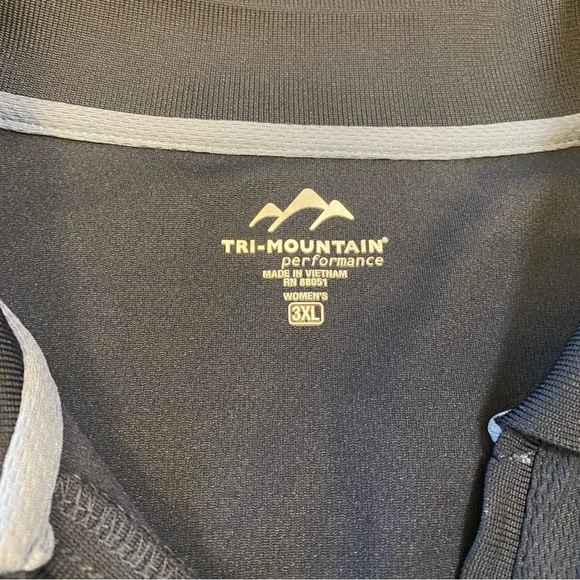 TRI-MOUNTAIN®
performance
MADE IN VIETNAM
RN 88051
WOMEN'S
3XL